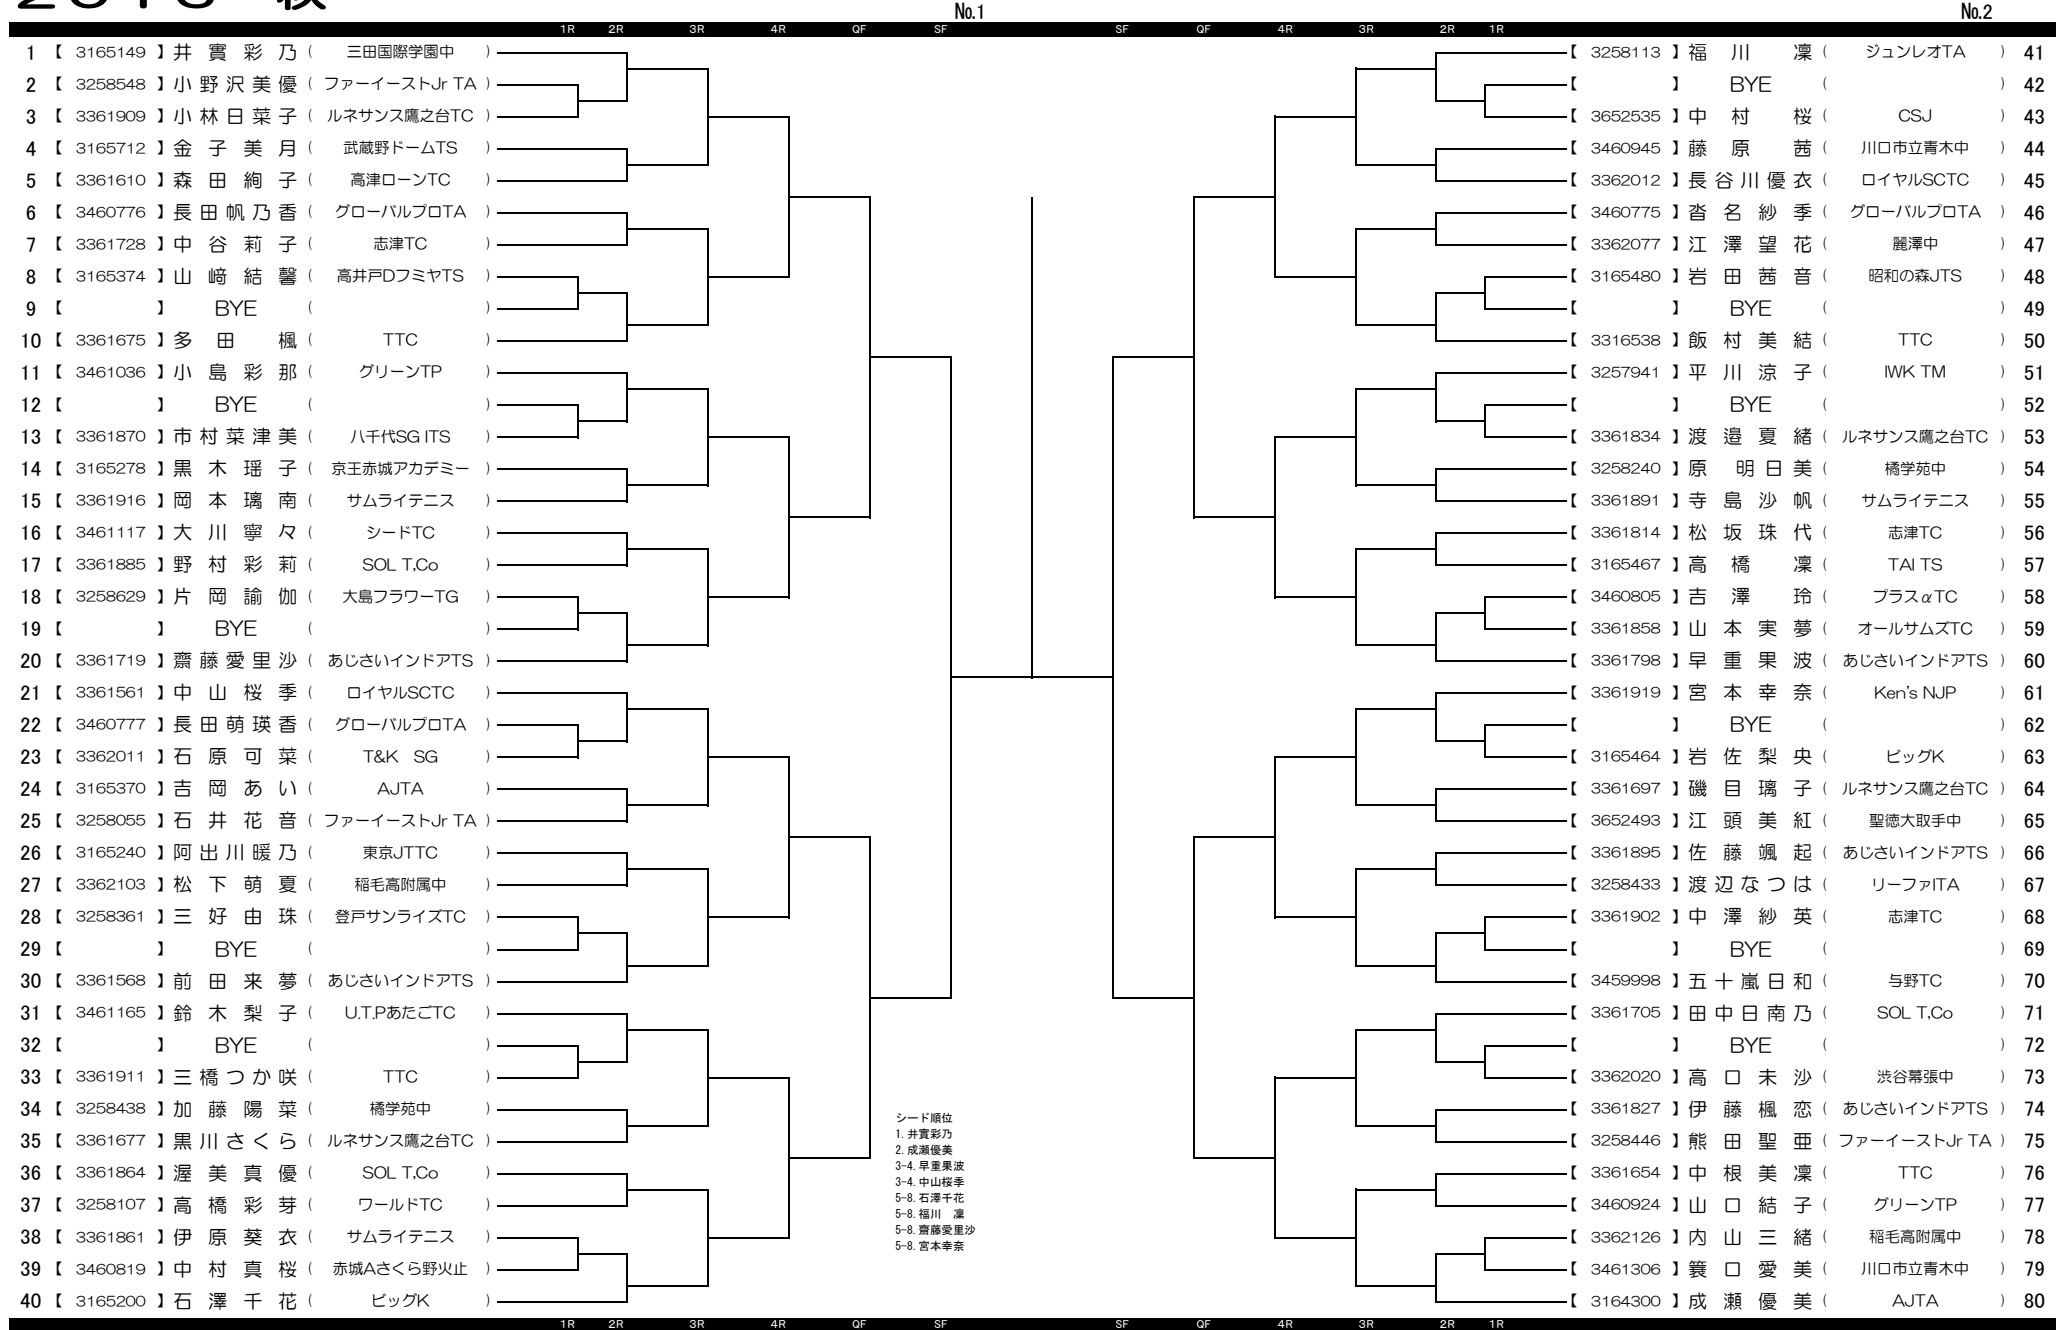 No.1
No.2
1R 2R 3R 4R QF SF SF QF 4R 3R 2R 1R
1 【 3165149 】 井實彩乃 ( 三田国際学園中 )
2 【 3258548 】 小野沢美優 ( ファーイーストJr TA )
3 【 3361909 】 小林日菜子 ( ルネサンス鷹之台TC )
4 【 3165712 】 金子美月 ( 武蔵野ドームTS )
5 【 3361610 】 森田絢子 ( 高津ローンTC )
6 【 3460776 】 長田帆乃香 ( グローバルプロTA )
7 【 3361728 】 中谷莉子 ( 志津TC )
8 【 3165374 】 山﨑結馨 ( 高井戸DフミヤTS )
9 【 】 BYE ( )
10 【 3361675 】 多田楓 ( TTC )
11 【 3461036 】 小島彩那 ( グリーンTP )
12 【 】 BYE ( )
13 【 3361870 】 市村菜津美 ( 八千代SG ITS )
14 【 3165278 】 黒木瑶子 ( 京王赤城アカデミー )
15 【 3361916 】 岡本璃南 ( サムライテニス )
16 【 3461117 】 大川寧々 ( シードTC )
17 【 3361885 】 野村彩莉 ( SOL T,Co )
18 【 3258629 】 片岡諭伽 ( 大島フラワーTG )
19 【 】 BYE ( )
20 【 3361719 】 齋藤愛里沙 ( あじさいインドアTS )
21 【 3361561 】 中山桜季 ( ロイヤルSCTC )
22 【 3460777 】 長田萌瑛香 ( グローバルプロTA )
23 【 3362011 】 石原可菜 ( T&K SG )
24 【 3165370 】 吉岡あい ( AJTA )
25 【 3258055 】 石井花音 ( ファーイーストJr TA )
26 【 3165240 】 阿出川暖乃 ( 東京JTTC )
27 【 3362103 】 松下萌夏 ( 稲毛高附属中 )
28 【 3258361 】 三好由珠 ( 登戸サンライズTC )
29 【 】 BYE ( )
30 【 3361568 】 前田来夢 ( あじさいインドアTS )
31 【 3461165 】 鈴木梨子 ( U.T.PあたごTC )
32 【 】 BYE ( )
33 【 3361911 】 三橋つか咲 ( TTC )
34 【 3258438 】 加藤陽菜 ( 橘学苑中 )
35 【 3361677 】 黒川さくら ( ルネサンス鷹之台TC )
36 【 3361864 】 渥美真優 ( SOL T,Co )
37 【 3258107 】 高橋彩芽 ( ワールドTC )
38 【 3361861 】 伊原葵衣 ( サムライテニス )
39 【 3460819 】 中村真桜 ( 赤城Aさくら野火止 )
40 【 3165200 】 石澤千花 ( ビッグK )
シード順位
1. 井實彩乃
2. 成瀬優美
3-4. 早重果波
3-4. 中山桜季
5-8. 石澤千花
5-8. 福川 凜
5-8. 齋藤愛里沙
5-8. 宮本幸奈
【 3258113 】 福川凜 ( ジュンレオTA ) 41
【 】 BYE ( ) 42
【 3652535 】 中村桜 ( CSJ ) 43
【 3460945 】 藤原茜 ( 川口市立青木中 ) 44
【 3362012 】 長谷川優衣 ( ロイヤルSCTC ) 45
【 3460775 】 沓名紗季 ( グローバルプロTA ) 46
【 3362077 】 江澤望花 ( 麗澤中 ) 47
【 3165480 】 岩田茜音 ( 昭和の森JTS ) 48
【 】 BYE ( ) 49
【 3316538 】 飯村美結 ( TTC ) 50
【 3257941 】 平川涼子 ( IWK TM ) 51
【 】 BYE ( ) 52
【 3361834 】 渡邉夏緒 ( ルネサンス鷹之台TC ) 53
【 3258240 】 原明日美 ( 橘学苑中 ) 54
【 3361891 】 寺島沙帆 ( サムライテニス ) 55
【 3361814 】 松坂珠代 ( 志津TC ) 56
【 3165467 】 高橋凜 ( TAI TS ) 57
【 3460805 】 吉澤玲 ( プラスαTC ) 58
【 3361858 】 山本実夢 ( オールサムズTC ) 59
【 3361798 】 早重果波 ( あじさいインドアTS ) 60
【 3361919 】 宮本幸奈 ( Ken's NJP ) 61
【 】 BYE ( ) 62
【 3165464 】 岩佐梨央 ( ビッグK ) 63
【 3361697 】 磯目璃子 ( ルネサンス鷹之台TC ) 64
【 3652493 】 江頭美紅 ( 聖徳大取手中 ) 65
【 3361895 】 佐藤颯起 ( あじさいインドアTS ) 66
【 3258433 】 渡辺なつは ( リーファITA ) 67
【 3361902 】 中澤紗英 ( 志津TC ) 68
【 】 BYE ( ) 69
【 3459998 】 五十嵐日和 ( 与野TC ) 70
【 3361705 】 田中日南乃 ( SOL T,Co ) 71
【 】 BYE ( ) 72
【 3362020 】 高口未沙 ( 渋谷幕張中 ) 73
【 3361827 】 伊藤楓恋 ( あじさいインドアTS ) 74
【 3258446 】 熊田聖亜 ( ファーイーストJr TA ) 75
【 3361654 】 中根美凜 ( TTC ) 76
【 3460924 】 山口結子 ( グリーンTP ) 77
【 3362126 】 内山三緒 ( 稲毛高附属中 ) 78
【 3461306 】 簑口愛美 ( 川口市立青木中 ) 79
【 3164300 】 成瀬優美 ( AJTA ) 80
1R 2R 3R 4R QF SF SF QF 4R 3R 2R 1R